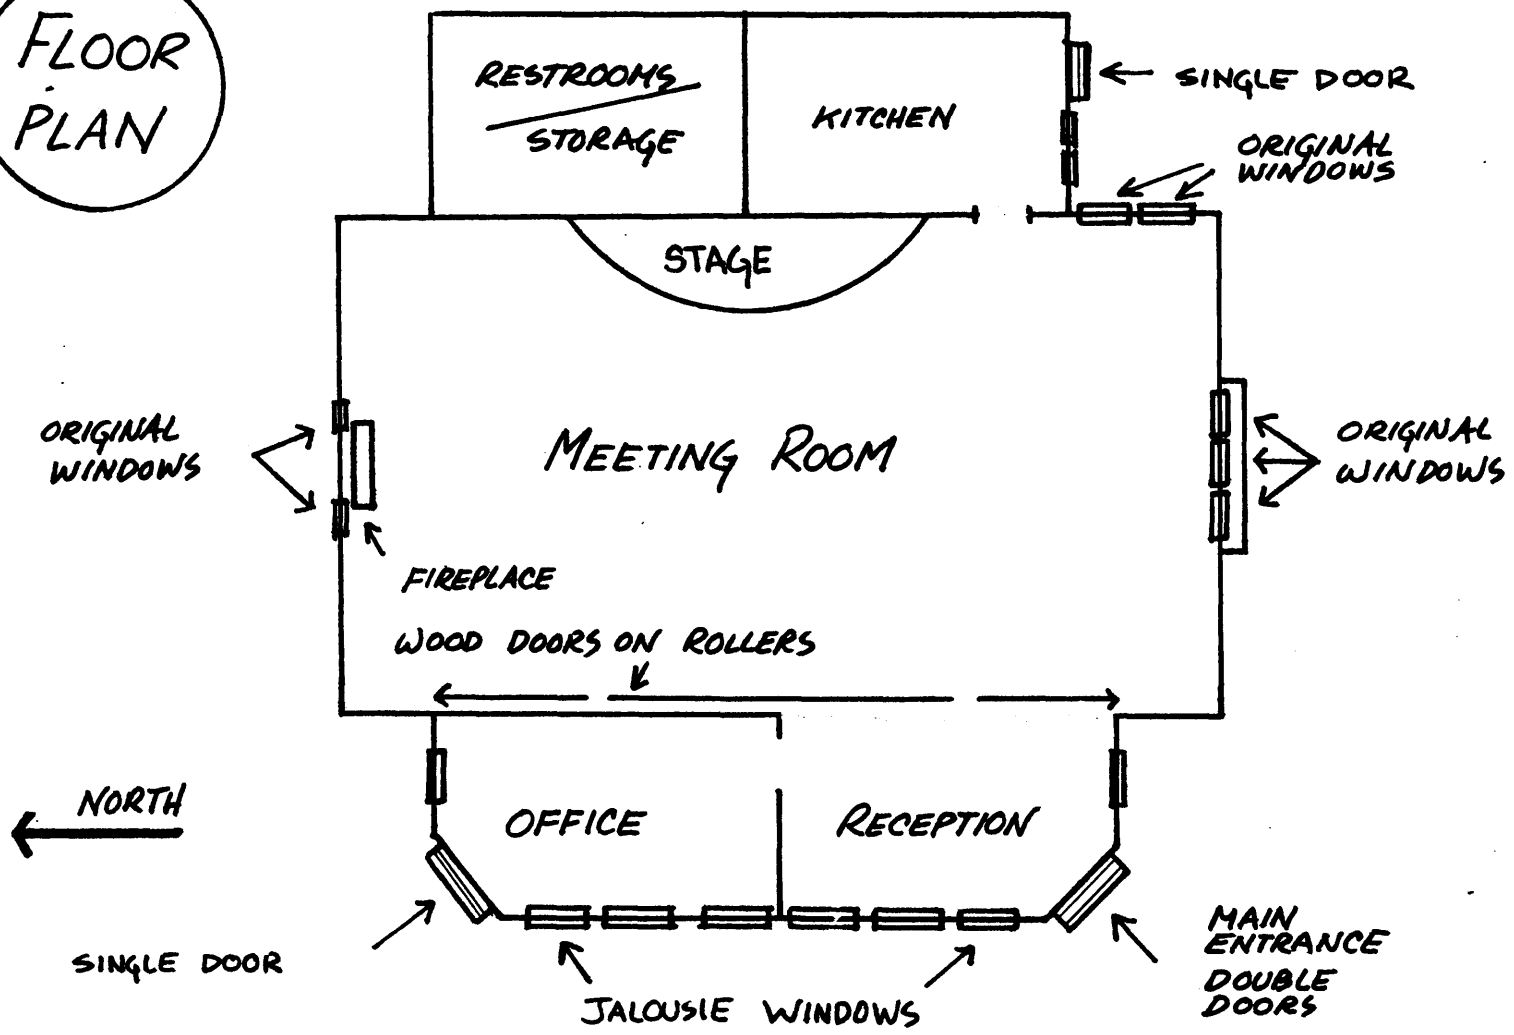 FLOOR
PLAN
RESTROOMS
STORAGE
KITCHEN
SINGLE DOOR
ORIGINAL
WINDOWS
STAGE
ORIGINAL
WINDOWS
MEETING ROOM
ORIGINAL
WINDOWS
FIREPLACE
WOOD DOORS ON ROLLERS
NORTH
OFFICE
RECEPTION
SINGLE DOOR
JALOUSIE WINDOWS
MAIN
ENTRANCE
DOUBLE
DOORS